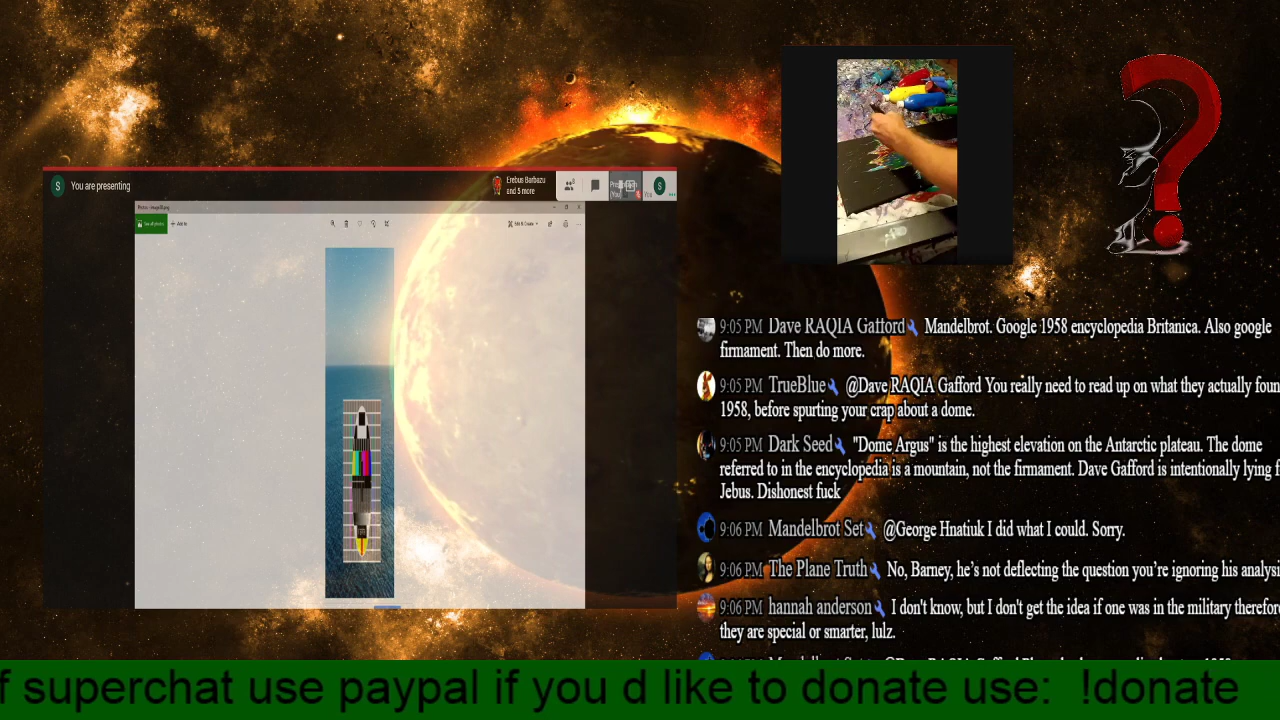 You are presenting
Erebus Barbazu
and 5 more
S
S
See all photos
Add to
Edit & Create
9:05 PM Dave RAQIA Gafford Mandelbrot. Google 1958 encyclopedia Britanica. Also google
firmament. Then do more.
9:05 PM TrueBlue @Dave RAQIA Gafford You really need to read up on what they actually foun
1958, before spurting your crap about a dome.
9:05 PM Dark Seed "Dome Argus" is the highest elevation on the Antarctic plateau. The dome
referred to in the encyclopedia is a mountain, not the firmament. Dave Gafford is intentionally lying f
Jebus. Dishonest fuck
9:06 PM Mandelbrot Set @George Hnatiuk I did what I could. Sorry.
9:06 PM The Plane Truth No, Barney, he's not deflecting the question you're ignoring his analysi
9:06 PM hannah anderson I don't know, but I don't get the idea if one was in the military therefor
they are special or smarter, lulz.
f superchat use paypal if you d like to donate use: !donate